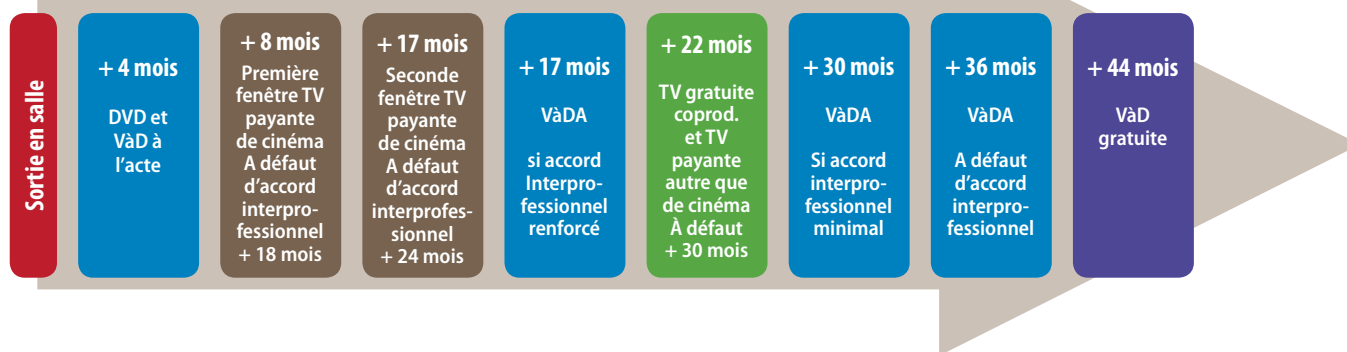 Sortie en salle
+ 4 mois
DVD et
VàD à
l’acte
+ 8 mois
Première
fenêtre TV
payante
de cinéma
A défaut
d’accord
interpro-
fessionnel
+ 18 mois
+ 17 mois
Seconde
fenêtre TV
payante
de cinéma
A défaut
d’accord
interprofes-
sionnel
+ 24 mois
+ 17 mois
VàDA
si accord
Interpro-
fessionnel
renforcé
+ 22 mois
TV gratuite
coprod.
et TV
payante
autre que
de cinéma
À défaut
+ 30 mois
+ 30 mois
VàDA
Si accord
interpro-
fessionnel
minimal
+ 36 mois
VàDA
A défaut
d’accord
interpro-
fessionnel
+ 44 mois
VàD
gratuite